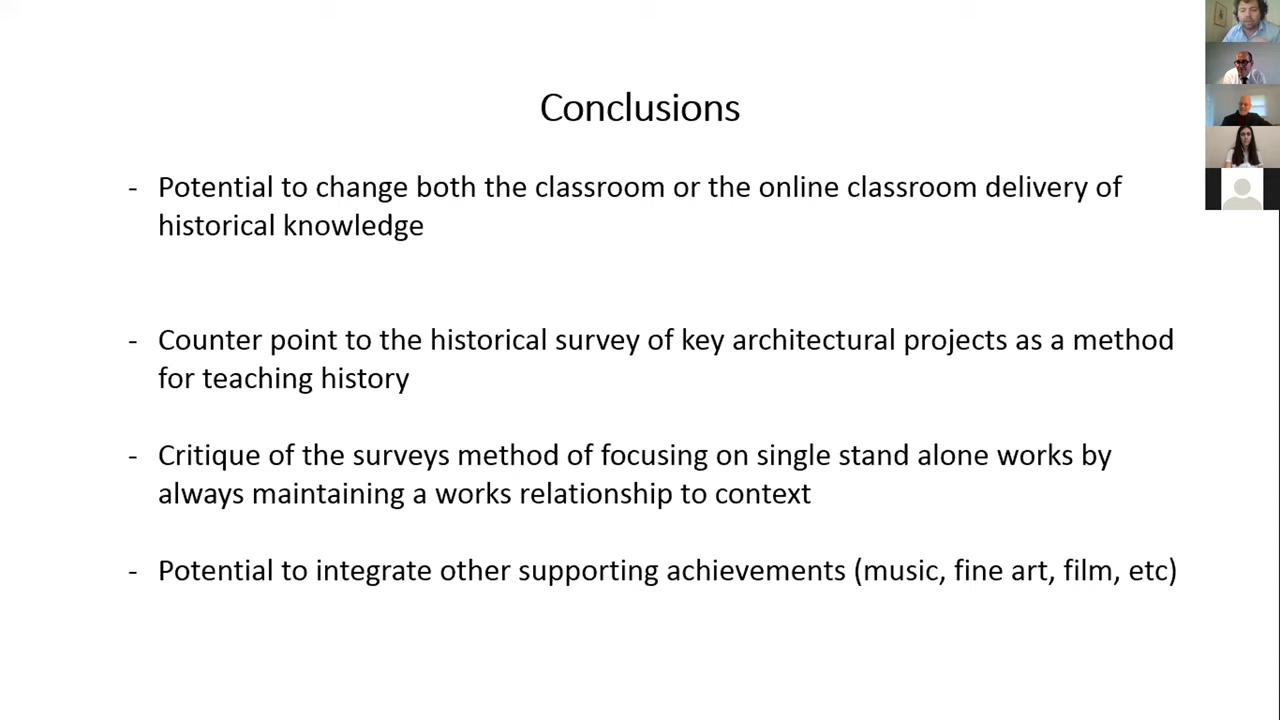 Conclusions
- Potential to change both the classroom or the online classroom delivery of
historical knowledge
- Counter point to the historical survey of key architectural projects as a method
for teaching history
- Critique of the surveys method of focusing on single stand alone works by
always maintaining a works relationship to context
- Potential to integrate other supporting achievements (music, fine art, film, etc)